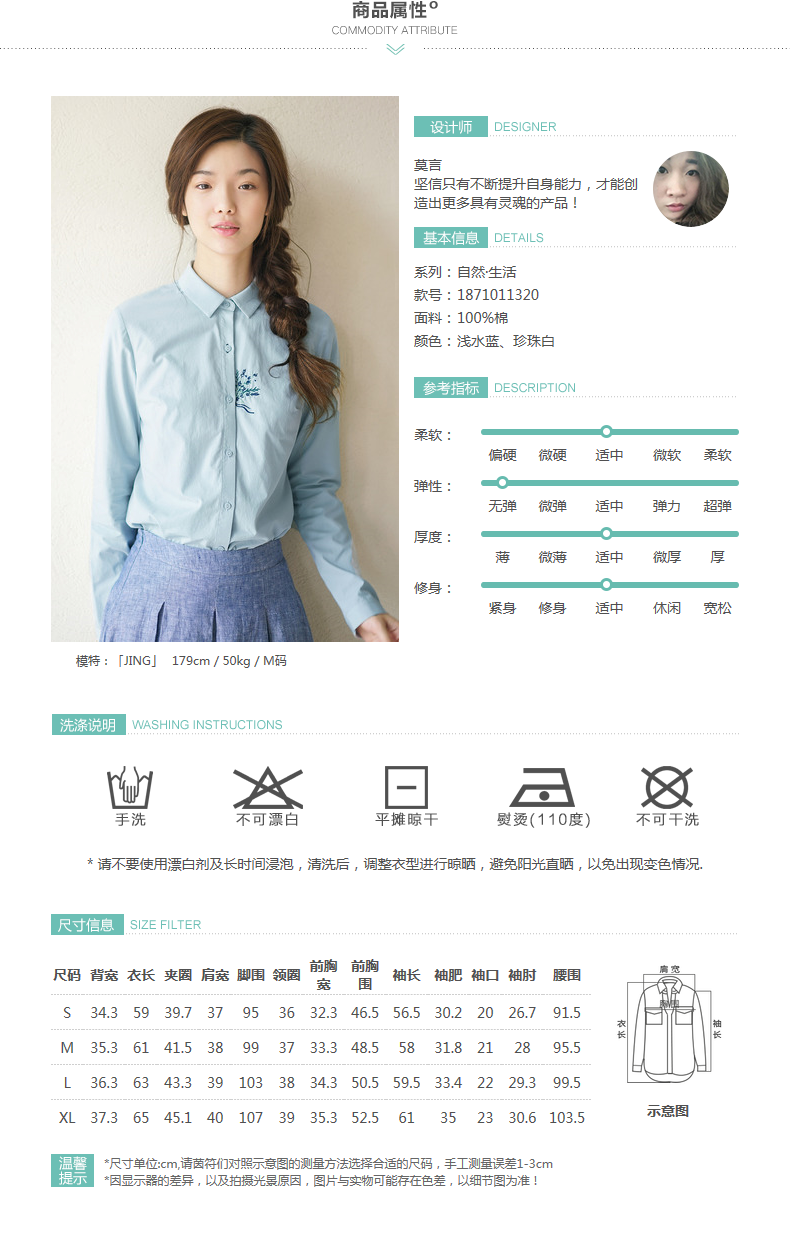 商品属性
COMMODITY ATTRIBUTE
设计师 DESIGNER
莫言
坚信只有不断提升自身能力，才能创
造出更多具有灵魂的产品！
基本信息 DETAILS
系列：自然·生活
款号：1871011320
面料：100%棉
颜色：浅水蓝、珍珠白
参考指标 DESCRIPTION
柔软：
偏硬 微硬 适中 微软 柔软
弹性：
无弹 微弹 适中 弹力 超弹
厚度：
薄 微薄 适中 微厚 厚
修身：
紧身 修身 适中 休闲 宽松
模特：「JING」 179cm / 50kg / M码
洗涤说明 WASHING INSTRUCTIONS
手洗 不可漂白 平摊晾干 熨烫(110度) 不可干洗
* 请不要使用漂白剂及长时间浸泡，清洗后，调整衣型进行晾晒，避免阳光直晒，以免出现变色情况.
尺寸信息 SIZE FILTER
尺码 背宽 衣长 夹圈 肩宽 脚围 领圈 前胸宽 前胸围 袖长 袖肥 袖口 袖肘 腰围
S 34.3 59 39.7 37 95 36 32.3 46.5 56.5 30.2 20 26.7 91.5
M 35.3 61 41.5 38 99 37 33.3 48.5 58 31.8 21 28 95.5
L 36.3 63 43.3 39 103 38 34.3 50.5 59.5 33.4 22 29.3 99.5
XL 37.3 65 45.1 40 107 39 35.3 52.5 61 35 23 30.6 103.5
肩宽
胸围
衣长
袖长
示意图
温馨提示
*尺寸单位:cm,请茵符们对照示意图的测量方法选择合适的尺码，手工测量误差1-3cm
*因显示器的差异，以及拍摄光景原因，图片与实物可能存在色差，以细节图为准！